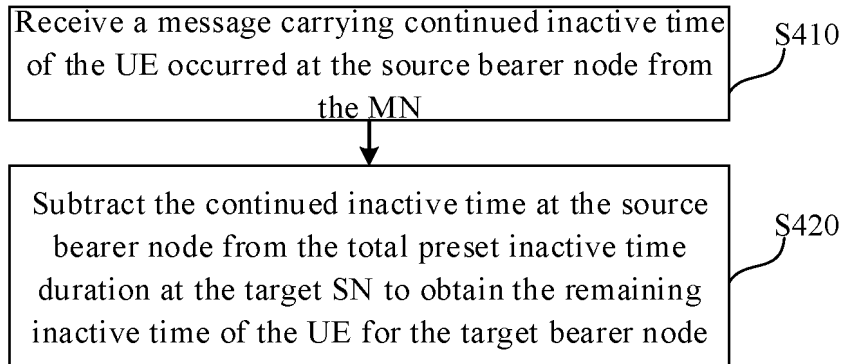 Receive a message carrying continued inactive time
of the UE occurred at the source bearer node from
the MN
S410
Subtract the continued inactive time at the source
bearer node from the total preset inactive time
duration at the target SN to obtain the remaining
inactive time of the UE for the target bearer node
S420